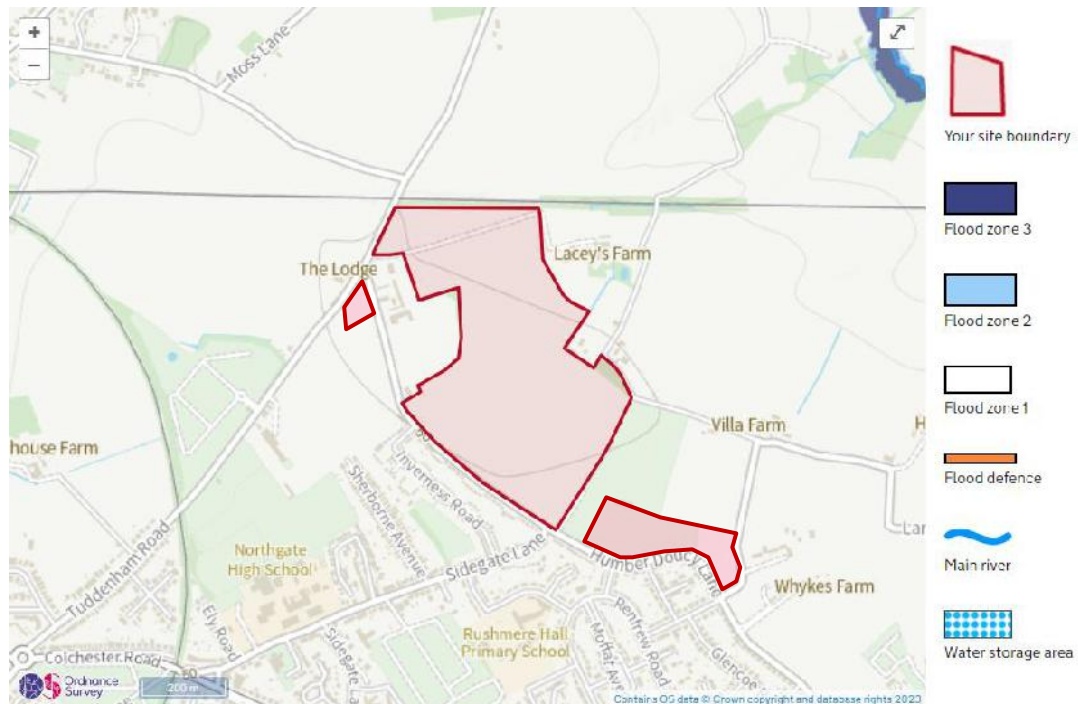 +
−
Moss Lane
The Lodge
Lacey's Farm
house Farm
Villa Farm
H
Lar
Inverness Road
Sherborne Avenue
Tuddenham Road
Northgate
High School
Sidegate Lane
Humber Doucy Lane
Whykes Farm
Ely Road
Rushmere Hall
Primary School
Renfrew Road
Moffat Ave
Glencoe
Sidegate L
Colchester Road
Ordnance
Survey
200 m
Contains OS data © Crown copyright and database rights 2023
Your site boundary
Flood zone 3
Flood zone 2
Flood zone 1
Flood defence
Main river
Water storage area